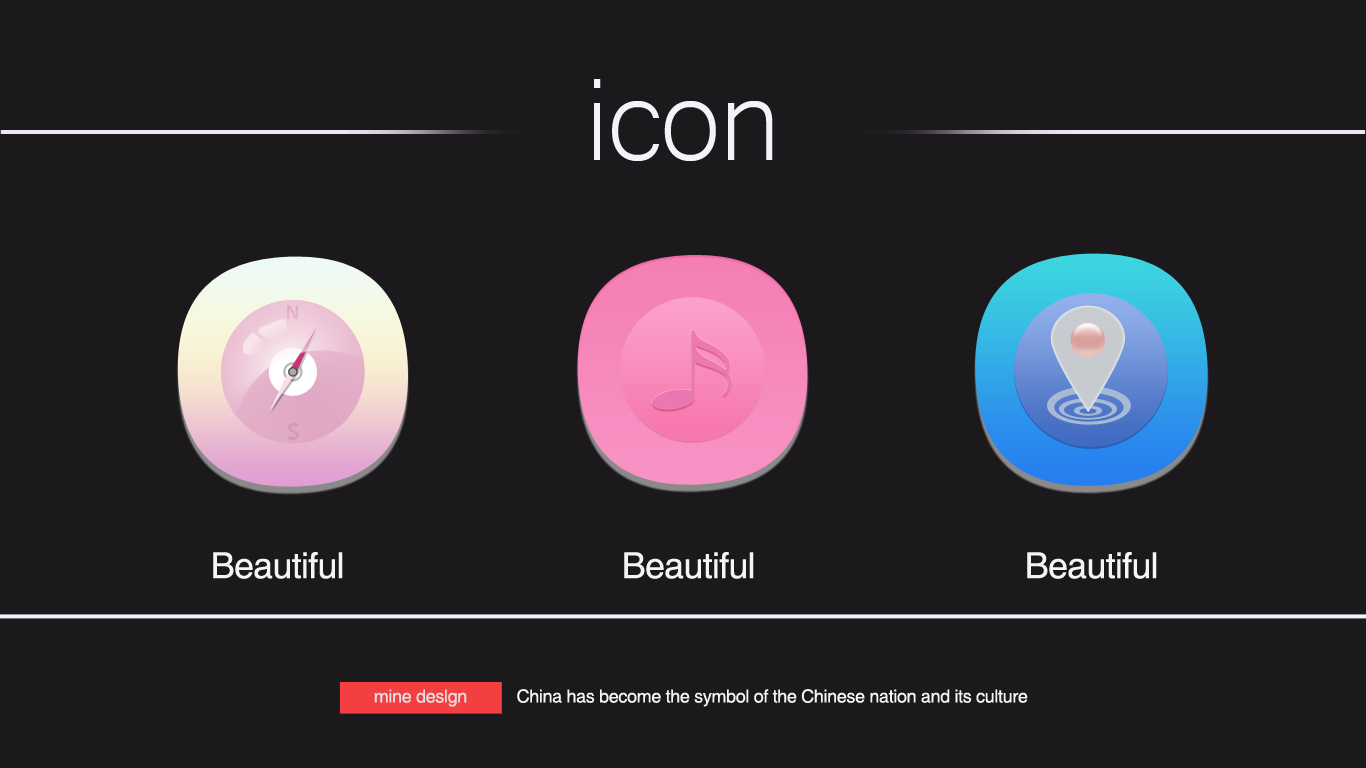 icon
N
S
Beautiful Beautiful Beautiful
mine design China has become the symbol of the Chinese nation and its culture